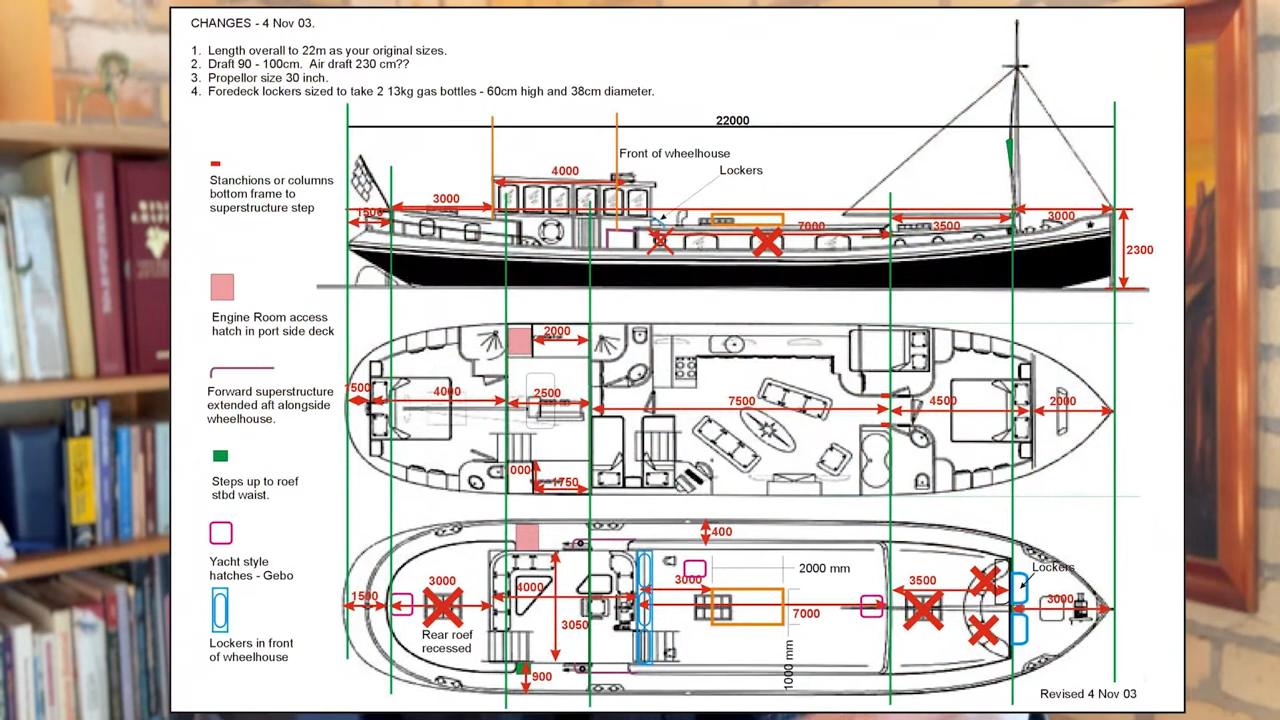 CHANGES - 4 Nov 03.
1. Length overall to 22m as your original sizes.
2. Draft 90 - 100cm. Air draft 230 cm??
3. Propellor size 30 inch.
4. Foredeck lockers sized to take 2 13kg gas bottles - 60cm high and 38cm diameter.
22000
Front of wheelhouse
Lockers
4000
3000
1500
7000
3500
3000
2300
Stanchions or columns
bottom frame to
superstructure step
Engine Room access
hatch in port side deck
Forward superstructure
extended aft alongside
wheelhouse.
Steps up to roef
stbd waist.
Yacht style
hatches - Gebo
Lockers in front
of wheelhouse
2000
1500
4000
2500
7500
4500
2000
000
1750
400
2000 mm
Lockers
3000
1500
4000
3000
3500
3000
7000
3050
Rear roef
recessed
900
1000 mm
Revised 4 Nov 03